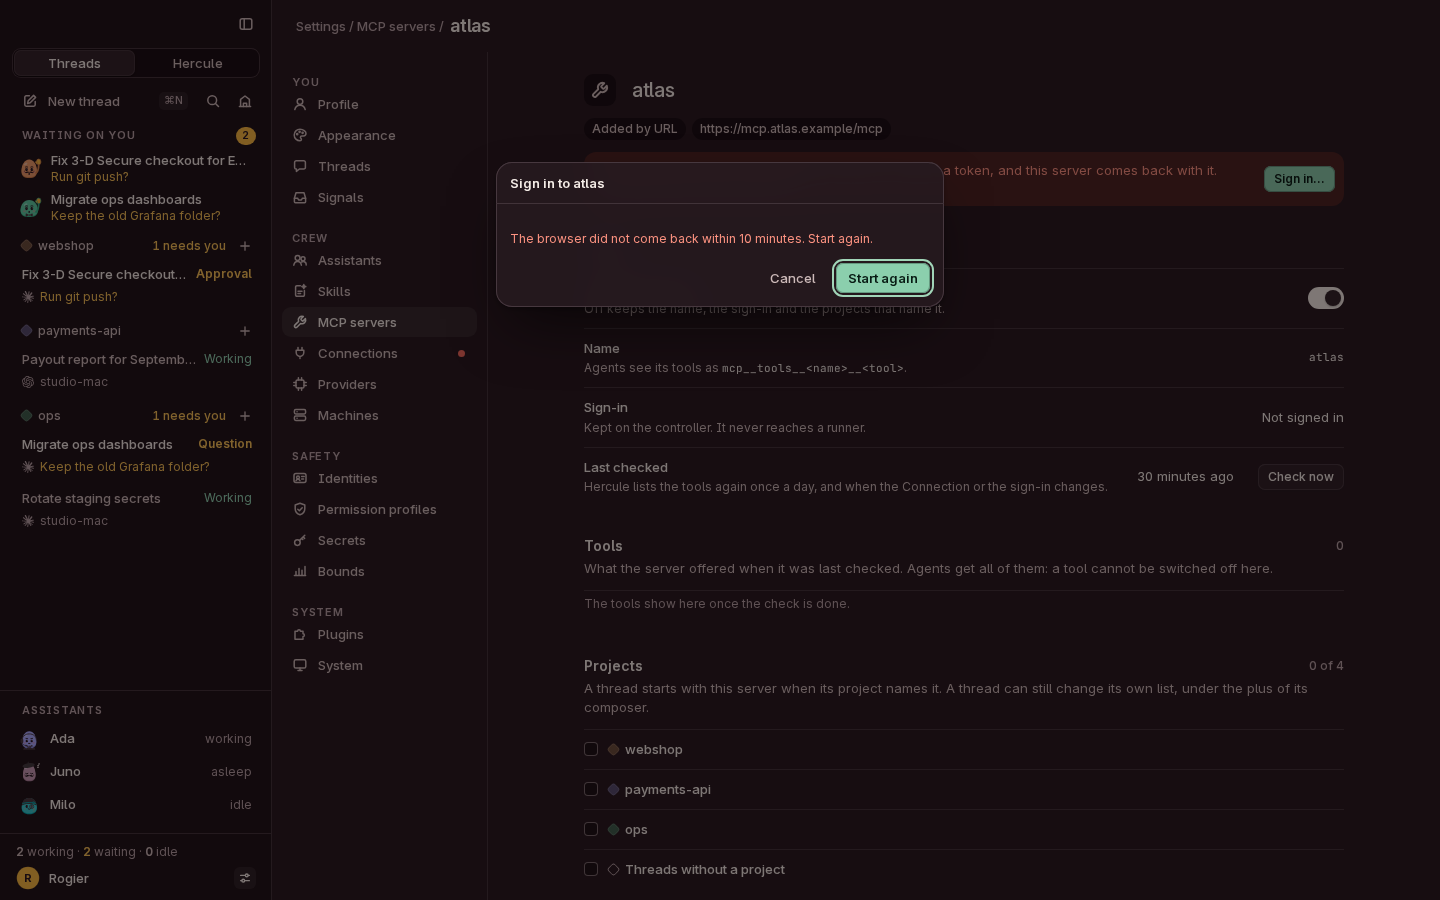 Threads
Hercule
New thread
⌘N
WAITING ON YOU
2
Fix 3-D Secure checkout for E…
Run git push?
Migrate ops dashboards
Keep the old Grafana folder?
webshop
1 needs you
Fix 3-D Secure checkout…
Approval
Run git push?
payments-api
Payout report for Septemb…
Working
studio-mac
ops
1 needs you
Migrate ops dashboards
Question
Keep the old Grafana folder?
Rotate staging secrets
Working
studio-mac
ASSISTANTS
Ada
working
Juno
asleep
Milo
idle
2 working · 2 waiting · 0 idle
R
Rogier
Settings / MCP servers / atlas
YOU
Profile
Appearance
Threads
Signals
CREW
Assistants
Skills
MCP servers
Connections
Providers
Machines
SAFETY
Identities
Permission profiles
Secrets
Bounds
SYSTEM
Plugins
System
atlas
Added by URL
https://mcp.atlas.example/mcp
a token, and this server comes back with it.
Sign in…
Sign in to atlas
The browser did not come back within 10 minutes. Start again.
Cancel
Start again
Off keeps the name, the sign-in and the projects that name it.
Name
Agents see its tools as mcp__tools__<name>__<tool>.
atlas
Sign-in
Kept on the controller. It never reaches a runner.
Not signed in
Last checked
Hercule lists the tools again once a day, and when the Connection or the sign-in changes.
30 minutes ago
Check now
Tools
0
What the server offered when it was last checked. Agents get all of them: a tool cannot be switched off here.
The tools show here once the check is done.
Projects
0 of 4
A thread starts with this server when its project names it. A thread can still change its own list, under the plus of its
composer.
webshop
payments-api
ops
Threads without a project